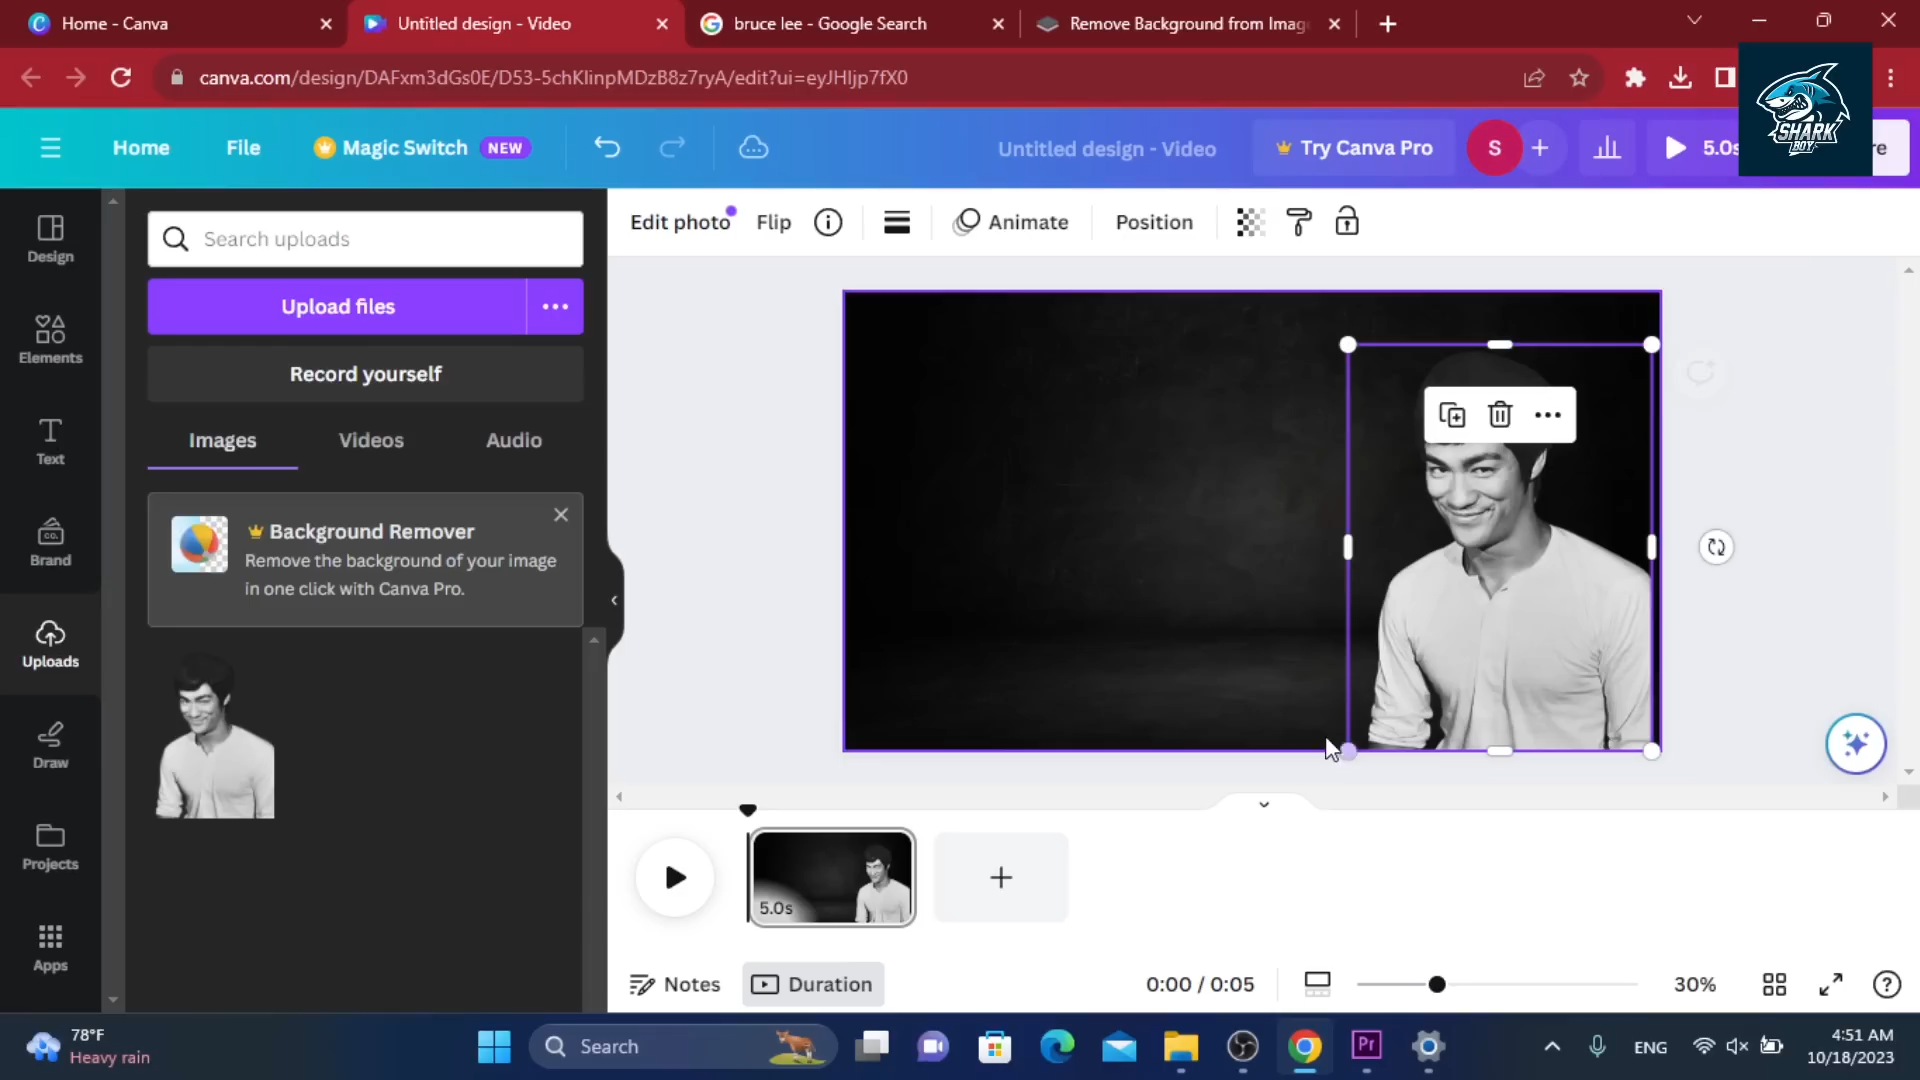 Home - Canva
Untitled design - Video
bruce lee - Google Search
Remove Background from Imag
canva.com/design/DAFxm3dGs0E/D53-5chKlinpMDzB8z7ryA/edit?ui=eyJHIjp7fX0
Home
File
Magic Switch
NEW
Untitled design - Video
Try Canva Pro
S
5.0s
re
SHARK
BOY
Design
Elements
Text
Brand
Uploads
Draw
Projects
Apps
Search uploads
Upload files
Record yourself
Images
Videos
Audio
Background Remover
Remove the background of your image
in one click with Canva Pro.
Edit photo
Flip
Animate
Position
5.0s
Notes
Duration
0:00 / 0:05
30%
78°F
Heavy rain
Search
Pr
ENG
4:51 AM
10/18/2023